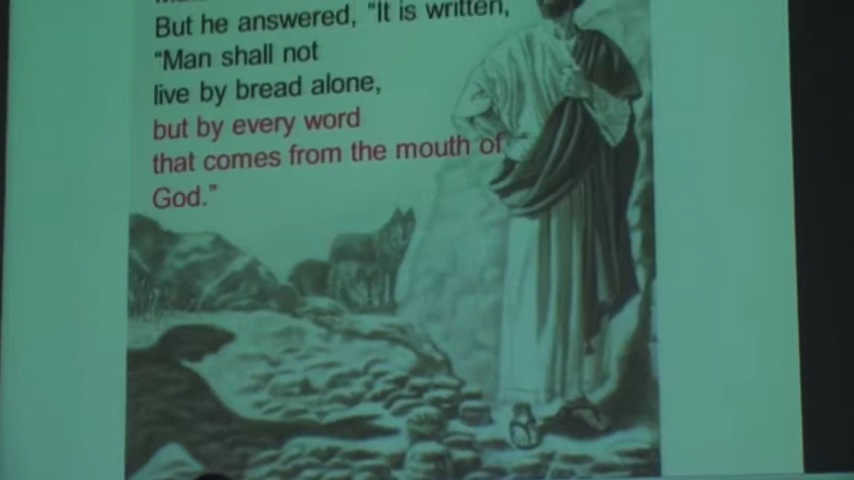 But he answered, “It is written,
“Man shall not
live by bread alone,
but by every word
that comes from the mouth of
God.”